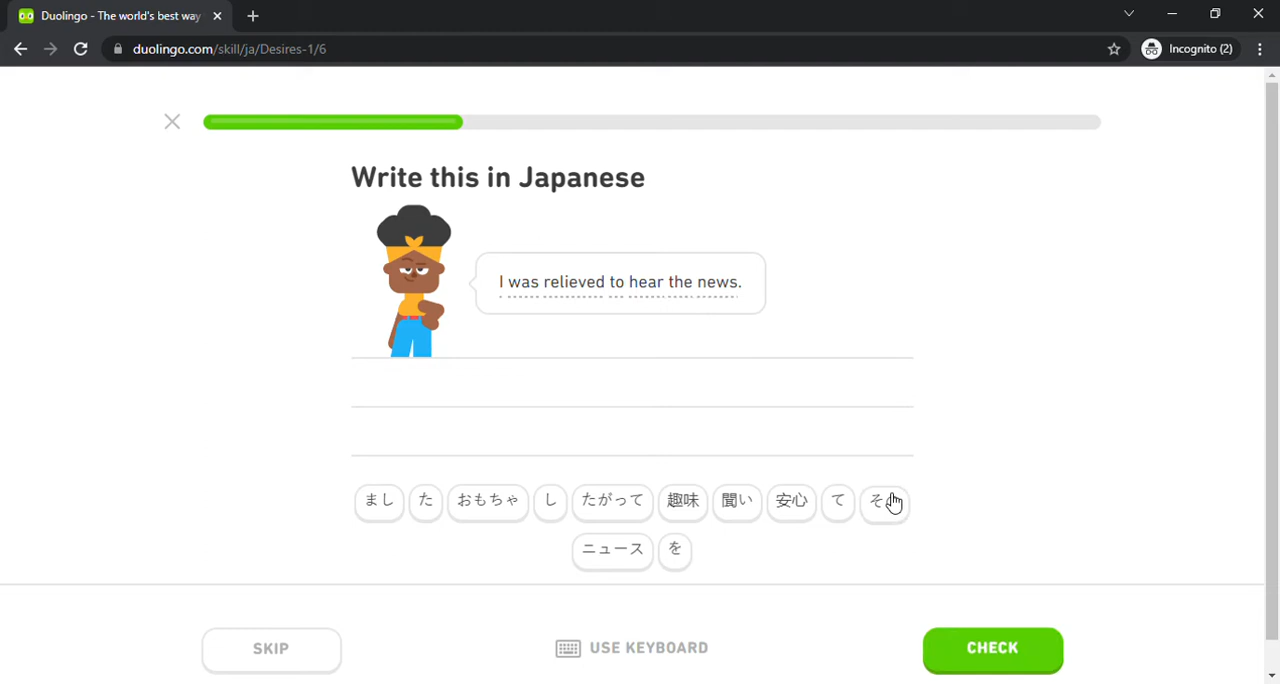 Duolingo - The world's best way
duolingo.com/skill/ja/Desires-1/6
Incognito (2)
Write this in Japanese
I was relieved to hear the news.
まし た おもちゃ し たがって 趣味 聞い 安心 て
ニュース を
SKIP
USE KEYBOARD
CHECK